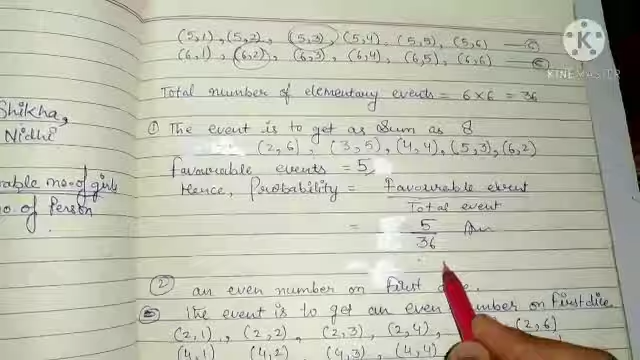 (5,1), (5,2), (5,3), (5,4), (5,5), (5,6)
(6,1), (6,2), (6,3), (6,4), (6,5), (6,6)
KINEMASTER
Total number of elementary events = 6 × 6 = 36
Shikha,
Nidhi
able no. of girls
no. of Person
① The event is to get as Sum as 8
(2,6), (3,5), (4,4), (5,3), (6,2)
favourable events = 5
Hence, Probability = favourable event
Total event
= 5
36
② an even number on first
the event is to get an even number on first dice
(2,1), (2,2), (2,3), (2,4), (2,6)
(4,1) (4,2) (4,3) (4,4)